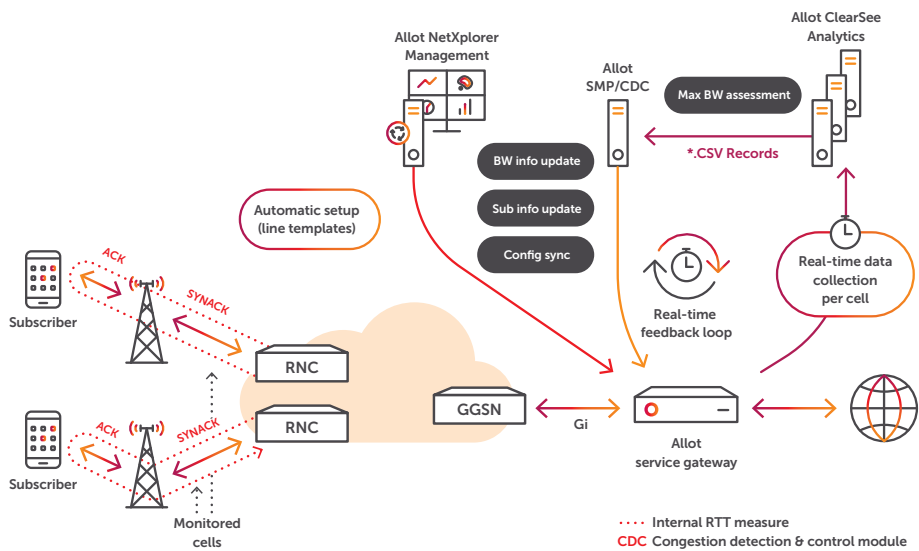 Allot NetXplorer
Management
Allot
SMP/CDC
Allot ClearSee
Analytics
Max BW assessment
*.CSV Records
BW info update
Sub info update
Config sync
Automatic setup
(line templates)
Real-time
feedback loop
Real-time data
collection
per cell
ACK
SYNACK
Subscriber
RNC
RNC
GGSN
Gi
Allot
service gateway
ACK
SYNACK
Subscriber
Monitored
cells
Internal RTT measure
CDC Congestion detection & control module